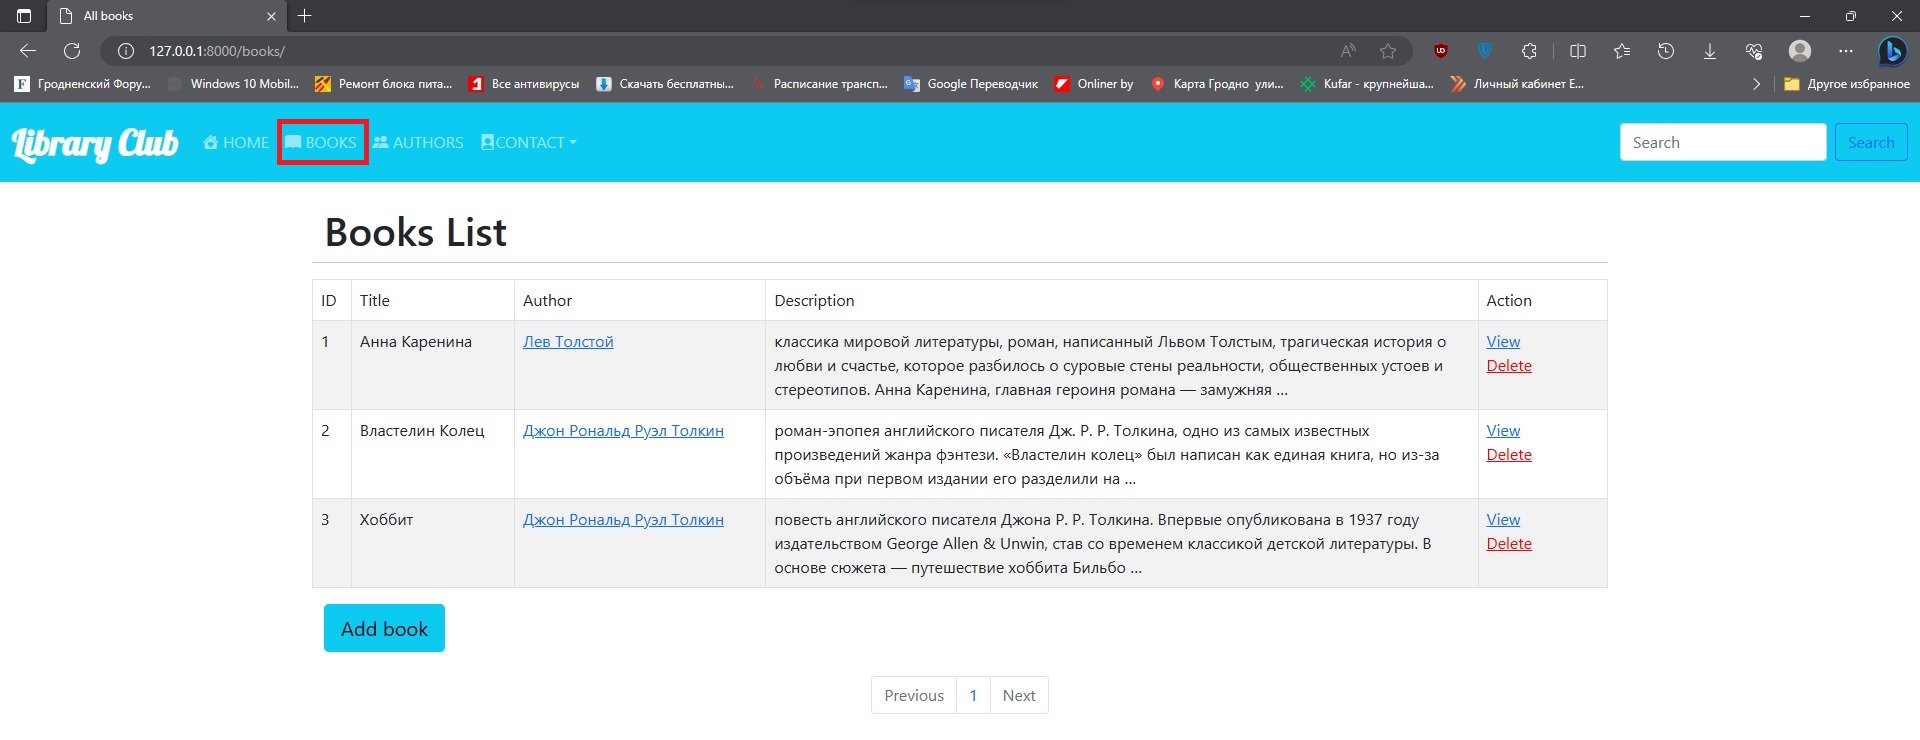 All books
127.0.0.1:8000/books/
Гродненский Фору... Windows 10 Mobil... Ремонт блока пита... Все антивирусы Скачать бесплатны... Расписание трансп... Google Переводчик Onliner by Карта Гродно ули... Kufar - крупнейша... Личный кабинет Е... Другое избранное
Library Club HOME BOOKS AUTHORS CONTACT Search Search
Books List
ID Title Author Description Action
1 Анна Каренина Лев Толстой классика мировой литературы, роман, написанный Львом Толстым, трагическая история о View
любви и счастье, которое разбилось о суровые стены реальности, общественных устоев и Delete
стереотипов. Анна Каренина, главная героиня романа — замужняя ...
2 Властелин Колец Джон Рональд Руэл Толкин роман-эпопея английского писателя Дж. Р. Р. Толкина, одно из самых известных View
произведений жанра фэнтези. «Властелин колец» был написан как единая книга, но из-за Delete
объёма при первом издании его разделили на ...
3 Хоббит Джон Рональд Руэл Толкин повесть английского писателя Джона Р. Р. Толкина. Впервые опубликована в 1937 году View
издательством George Allen & Unwin, став со временем классикой детской литературы. В Delete
основе сюжета — путешествие хоббита Бильбо ...
Add book
Previous 1 Next